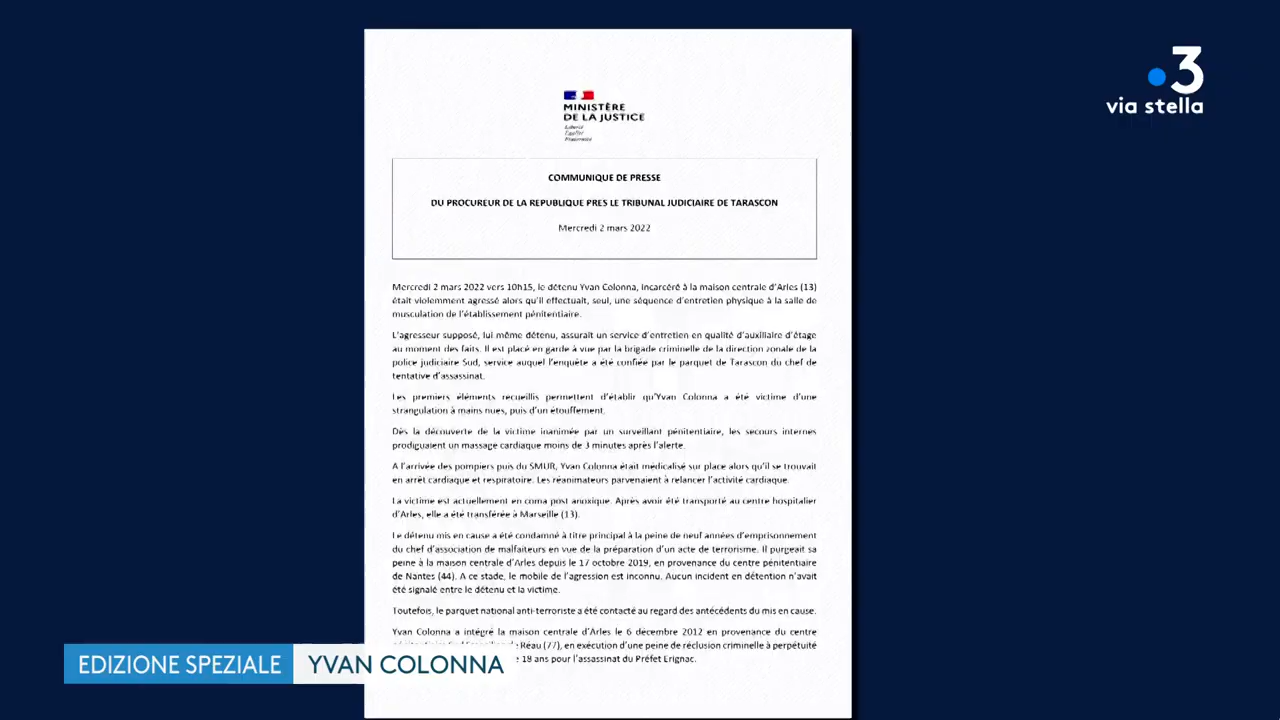 3
via stella
MINISTÈRE
DE LA JUSTICE
Liberté
Égalité
Fraternité
COMMUNIQUE DE PRESSE
DU PROCUREUR DE LA REPUBLIQUE PRES LE TRIBUNAL JUDICIAIRE DE TARASCON
Mercredi 2 mars 2022
Mercredi 2 mars 2022 vers 10h15, le détenu Yvan Colonna, incarcéré à la maison centrale d'Arles (13)
était violemment agressé alors qu'il effectuait, seul, une séquence d'entretien physique à la salle de
musculation de l'établissement pénitentiaire.
L'agresseur supposé, lui même détenu, assurait un service d'entretien en qualité d'auxiliaire d'étage
au moment des faits. Il est placé en garde à vue par la brigade criminelle de la direction zonale de la
police judiciaire Sud, service auquel l'enquête a été confiée par le parquet de Tarascon du chef de
tentative d'assassinat.
Les premiers éléments recueillis permettent d'établir qu'Yvan Colonna a été victime d'une
strangulation à mains nues, puis d'un étouffement.
Dès la découverte de la victime inanimée par un surveillant pénitentiaire, les secours internes
prodiguaient un massage cardiaque moins de 3 minutes après l'alerte.
A l'arrivée des pompiers puis du SMUR, Yvan Colonna était médicalisé sur place alors qu'il se trouvait
en arrêt cardiaque et respiratoire. Les réanimateurs parvenaient à relancer l'activité cardiaque.
La victime est actuellement en coma post anoxique. Après avoir été transporté au centre hospitalier
d'Arles, elle a été transférée à Marseille (13).
Le détenu mis en cause a été condamné à titre principal à la peine de neuf années d'emprisonnement
du chef d'association de malfaiteurs en vue de la préparation d'un acte de terrorisme. Il purgeait sa
peine à la maison centrale d'Arles depuis le 17 octobre 2019, en provenance du centre pénitentiaire
de Nantes (44). A ce stade, le mobile de l'agression est inconnu. Aucun incident en détention n'avait
été signalé entre le détenu et la victime.
Toutefois, le parquet national anti-terroriste a été contacté au regard des antécédents du mis en cause.
Yvan Colonna a intégré la maison centrale d'Arles le 6 décembre 2012 en provenance du centre
Réau (77), en exécution d'une peine de réclusion criminelle à perpétuité
18 ans pour l'assassinat du Préfet Erignac.
EDIZIONE SPEZIALE YVAN COLONNA